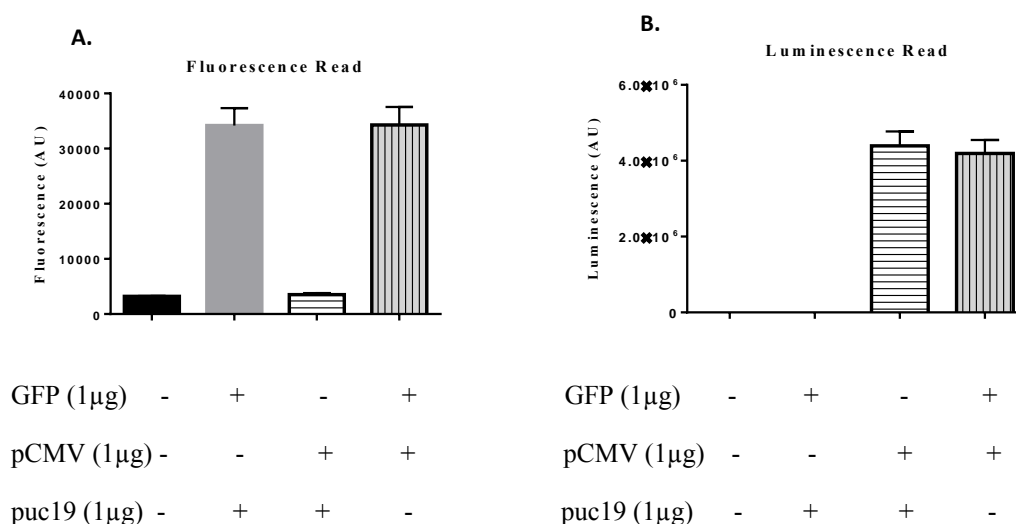 A.
Fluorescence Read
Fluorescence (AU)
40000
30000
20000
10000
0
GFP (1µg) - + - +
pCMV (1µg) - - + +
puc19 (1µg) - + + -
B.
Luminescence Read
Luminescence (AU)
6.0×10⁶
4.0×10⁶
2.0×10⁶
0
GFP (1µg) - + - +
pCMV (1µg) - - + +
puc19 (1µg) - + + -